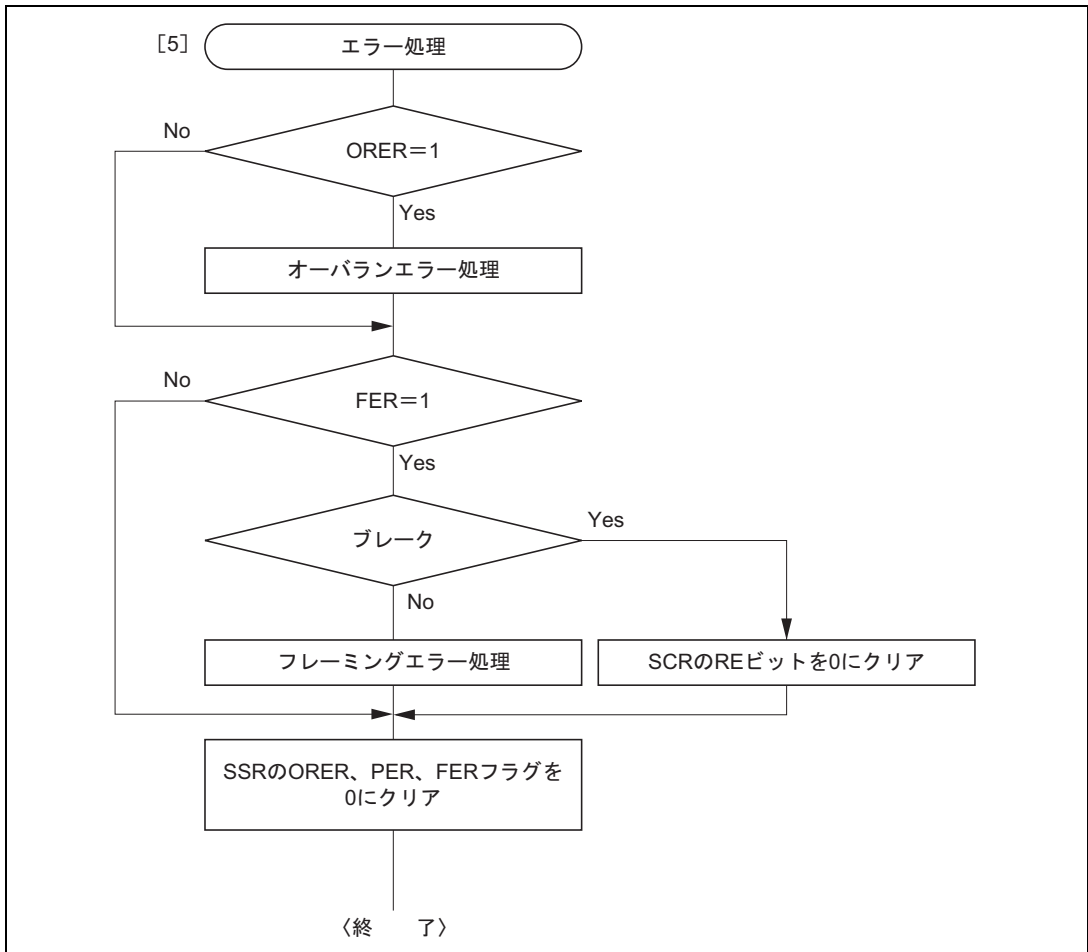 ［5］ エラー処理
No
ORER＝1
Yes
オーバランエラー処理
No
FER＝1
Yes
Yes
ブレーク
No
フレーミングエラー処理
SCRのREビットを0にクリア
SSRのORER、PER、FERフラグを
0にクリア
〈終　了〉